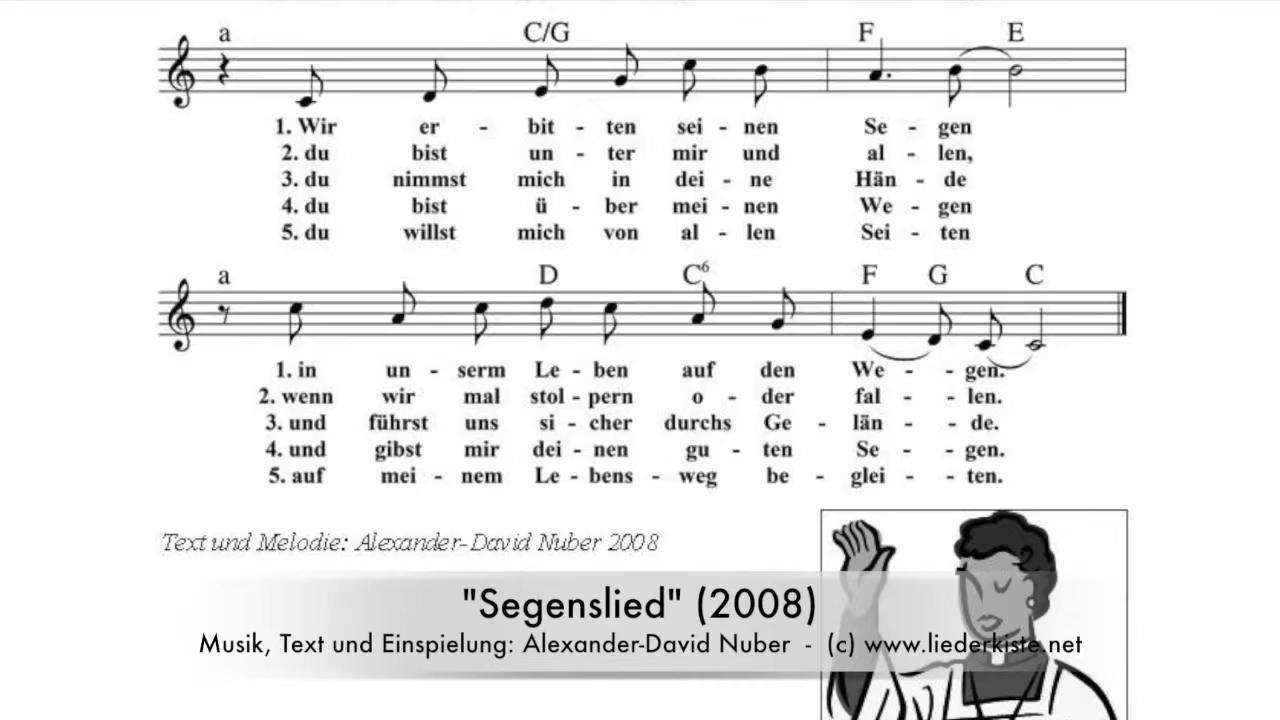 a C/G F E
1. Wir er - bit - ten sei - nen Se - gen
2. du bist un - ter mir und al - len,
3. du nimmst mich in dei - ne Hän - de
4. du bist ü - ber mei - nen We - gen
5. du willst mich von al - len Sei - ten
a D C6 F G C
1. in un - serm Le - ben auf den We - - gen.
2. wenn wir mal stol - pern o - der fal - - len.
3. und führst uns si - cher durchs Ge - län - - de.
4. und gibst mir dei - nen gu - ten Se - - gen.
5. auf mei - nem Le - bens - weg be - glei - - ten.
Text und Melodie: Alexander-David Nuber 2008
"Segenslied" (2008)
Musik, Text und Einspielung: Alexander-David Nuber - (c) www.liederkiste.net